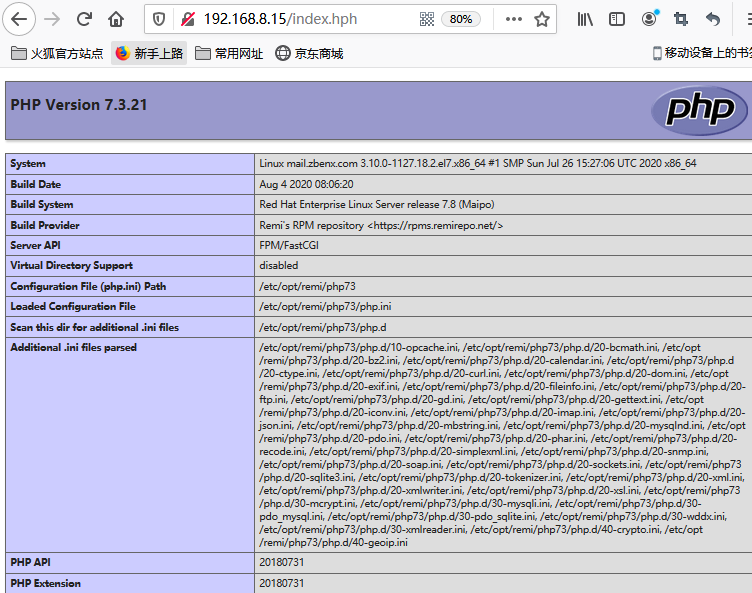 192.168.8.15/index.hph
80%
火狐官方站点 新手上路 常用网址 京东商城 移动设备上的书签
PHP Version 7.3.21
php
System Linux mail.zbenx.com 3.10.0-1127.18.2.el7.x86_64 #1 SMP Sun Jul 26 15:27:06 UTC 2020 x86_64
Build Date Aug 4 2020 08:06:20
Build System Red Hat Enterprise Linux Server release 7.8 (Maipo)
Build Provider Remi's RPM repository <https://rpms.remirepo.net/>
Server API FPM/FastCGI
Virtual Directory Support disabled
Configuration File (php.ini) Path /etc/opt/remi/php73
Loaded Configuration File /etc/opt/remi/php73/php.ini
Scan this dir for additional .ini files /etc/opt/remi/php73/php.d
Additional .ini files parsed /etc/opt/remi/php73/php.d/10-opcache.ini, /etc/opt/remi/php73/php.d/20-bcmath.ini, /etc/opt
/remi/php73/php.d/20-bz2.ini, /etc/opt/remi/php73/php.d/20-calendar.ini, /etc/opt/remi/php73/php.d
/20-ctype.ini, /etc/opt/remi/php73/php.d/20-curl.ini, /etc/opt/remi/php73/php.d/20-dom.ini, /etc/opt
/remi/php73/php.d/20-exif.ini, /etc/opt/remi/php73/php.d/20-fileinfo.ini, /etc/opt/remi/php73/php.d/20-
ftp.ini, /etc/opt/remi/php73/php.d/20-gd.ini, /etc/opt/remi/php73/php.d/20-gettext.ini, /etc/opt
/remi/php73/php.d/20-iconv.ini, /etc/opt/remi/php73/php.d/20-imap.ini, /etc/opt/remi/php73/php.d/20-
json.ini, /etc/opt/remi/php73/php.d/20-mbstring.ini, /etc/opt/remi/php73/php.d/20-mysqlnd.ini, /etc/opt
/remi/php73/php.d/20-pdo.ini, /etc/opt/remi/php73/php.d/20-phar.ini, /etc/opt/remi/php73/php.d/20-
recode.ini, /etc/opt/remi/php73/php.d/20-simplexml.ini, /etc/opt/remi/php73/php.d/20-snmp.ini,
/etc/opt/remi/php73/php.d/20-soap.ini, /etc/opt/remi/php73/php.d/20-sockets.ini, /etc/opt/remi/php73
/php.d/20-sqlite3.ini, /etc/opt/remi/php73/php.d/20-tokenizer.ini, /etc/opt/remi/php73/php.d/20-xml.ini,
/etc/opt/remi/php73/php.d/20-xmlwriter.ini, /etc/opt/remi/php73/php.d/20-xsl.ini, /etc/opt/remi/php73
/php.d/30-mcrypt.ini, /etc/opt/remi/php73/php.d/30-mysqli.ini, /etc/opt/remi/php73/php.d/30-
pdo_mysql.ini, /etc/opt/remi/php73/php.d/30-pdo_sqlite.ini, /etc/opt/remi/php73/php.d/30-wddx.ini,
/etc/opt/remi/php73/php.d/30-xmlreader.ini, /etc/opt/remi/php73/php.d/40-crypto.ini, /etc/opt
/remi/php73/php.d/40-geoip.ini
PHP API 20180731
PHP Extension 20180731